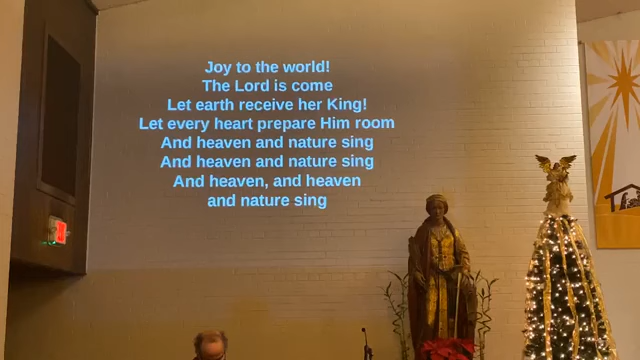 Joy to the world!
The Lord is come
Let earth receive her King!
Let every heart prepare Him room
And heaven and nature sing
And heaven and nature sing
And heaven, and heaven
and nature sing